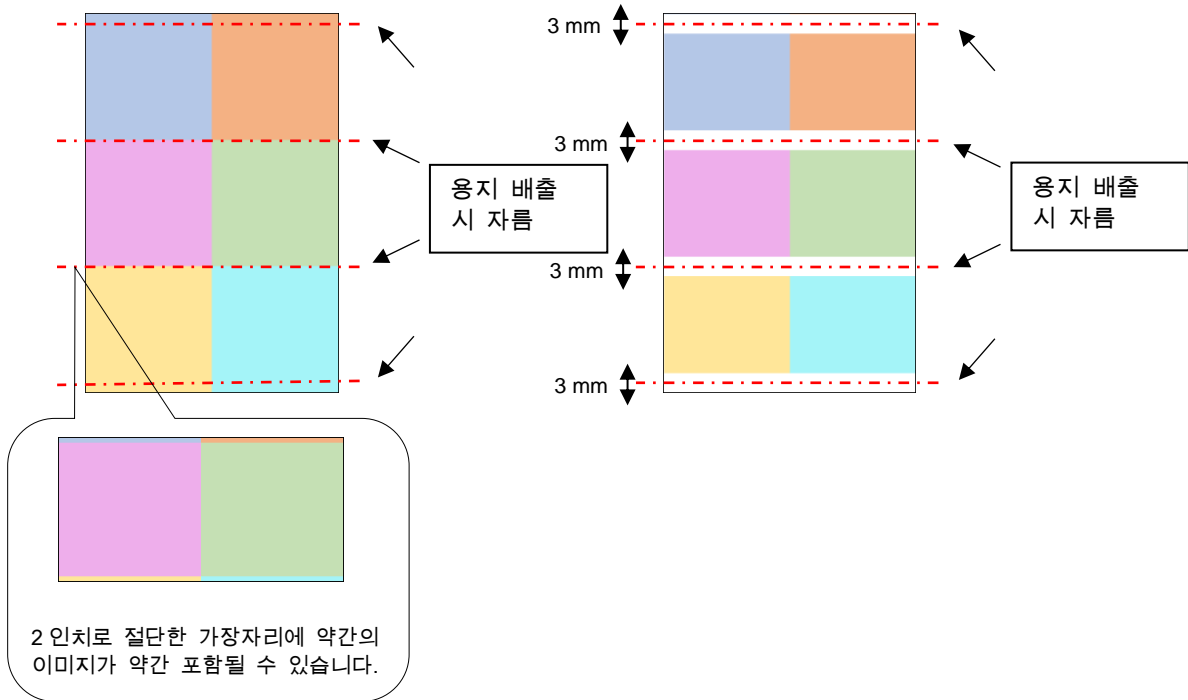 3 mm
3 mm
용지 배출
시 자름
용지 배출
시 자름
3 mm
3 mm
2 인치로 절단한 가장자리에 약간의
이미지가 약간 포함될 수 있습니다.